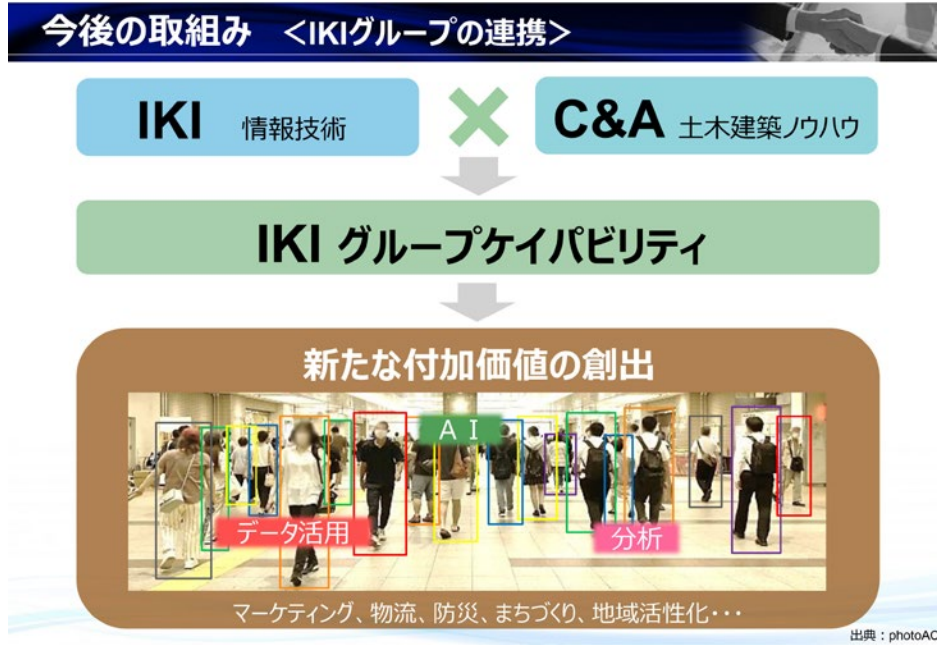 今後の取組み <IKIグループの連携>
IKI 情報技術
C&A 土木建築ノウハウ
IKI グループケイパビリティ
新たな付加価値の創出
AI
データ活用
分析
マーケティング、物流、防災、まちづくり、地域活性化・・・
出典：photoAC